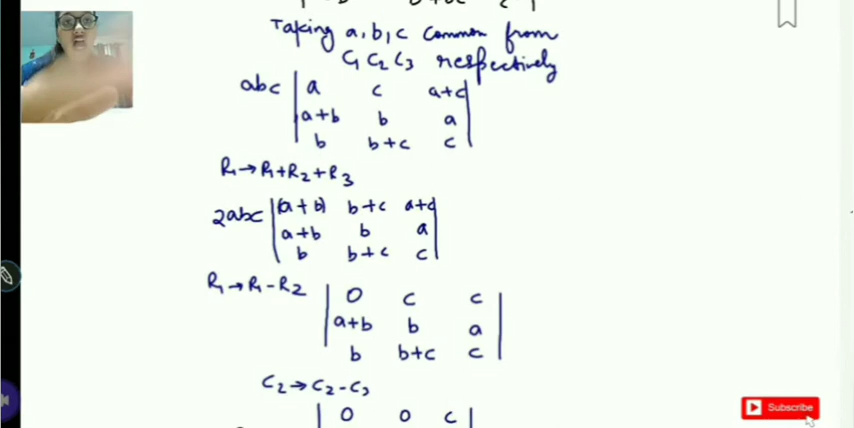 Taking a, b, c common from
C1 C2 C3 respectively
abc | a c a+c |
| a+b b a |
| b b+c c |
R1→R1+R2+R3
2abc | (a+b) b+c a+c |
| a+b b a |
| b b+c c |
R1→R1-R2 | 0 c c |
| a+b b a |
| b b+c c |
C2→C2-C3
| 0 0 c |
Subscribe